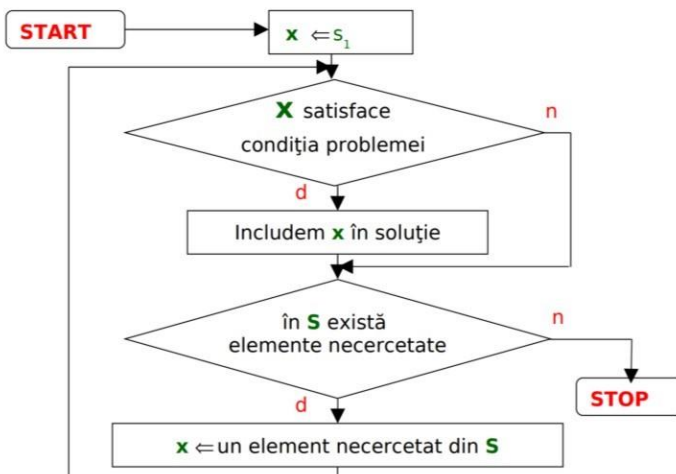 START
x ⇐ s₁
X satisface
condiţia problemei
n
d
Includem x în soluţie
în S există
elemente necercetate
n
d
STOP
x ⇐ un element necercetat din S